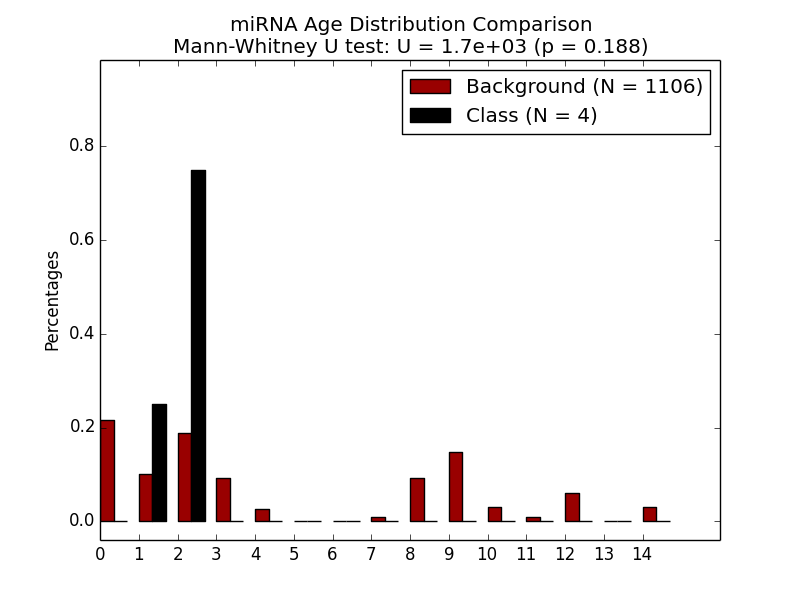 miRNA Age Distribution Comparison
Mann-Whitney U test: U = 1.7e+03 (p = 0.188)
Background (N = 1106)
Class (N = 4)
Percentages
0.8
0.6
0.4
0.2
0.0
0 1 2 3 4 5 6 7 8 9 10 11 12 13 14